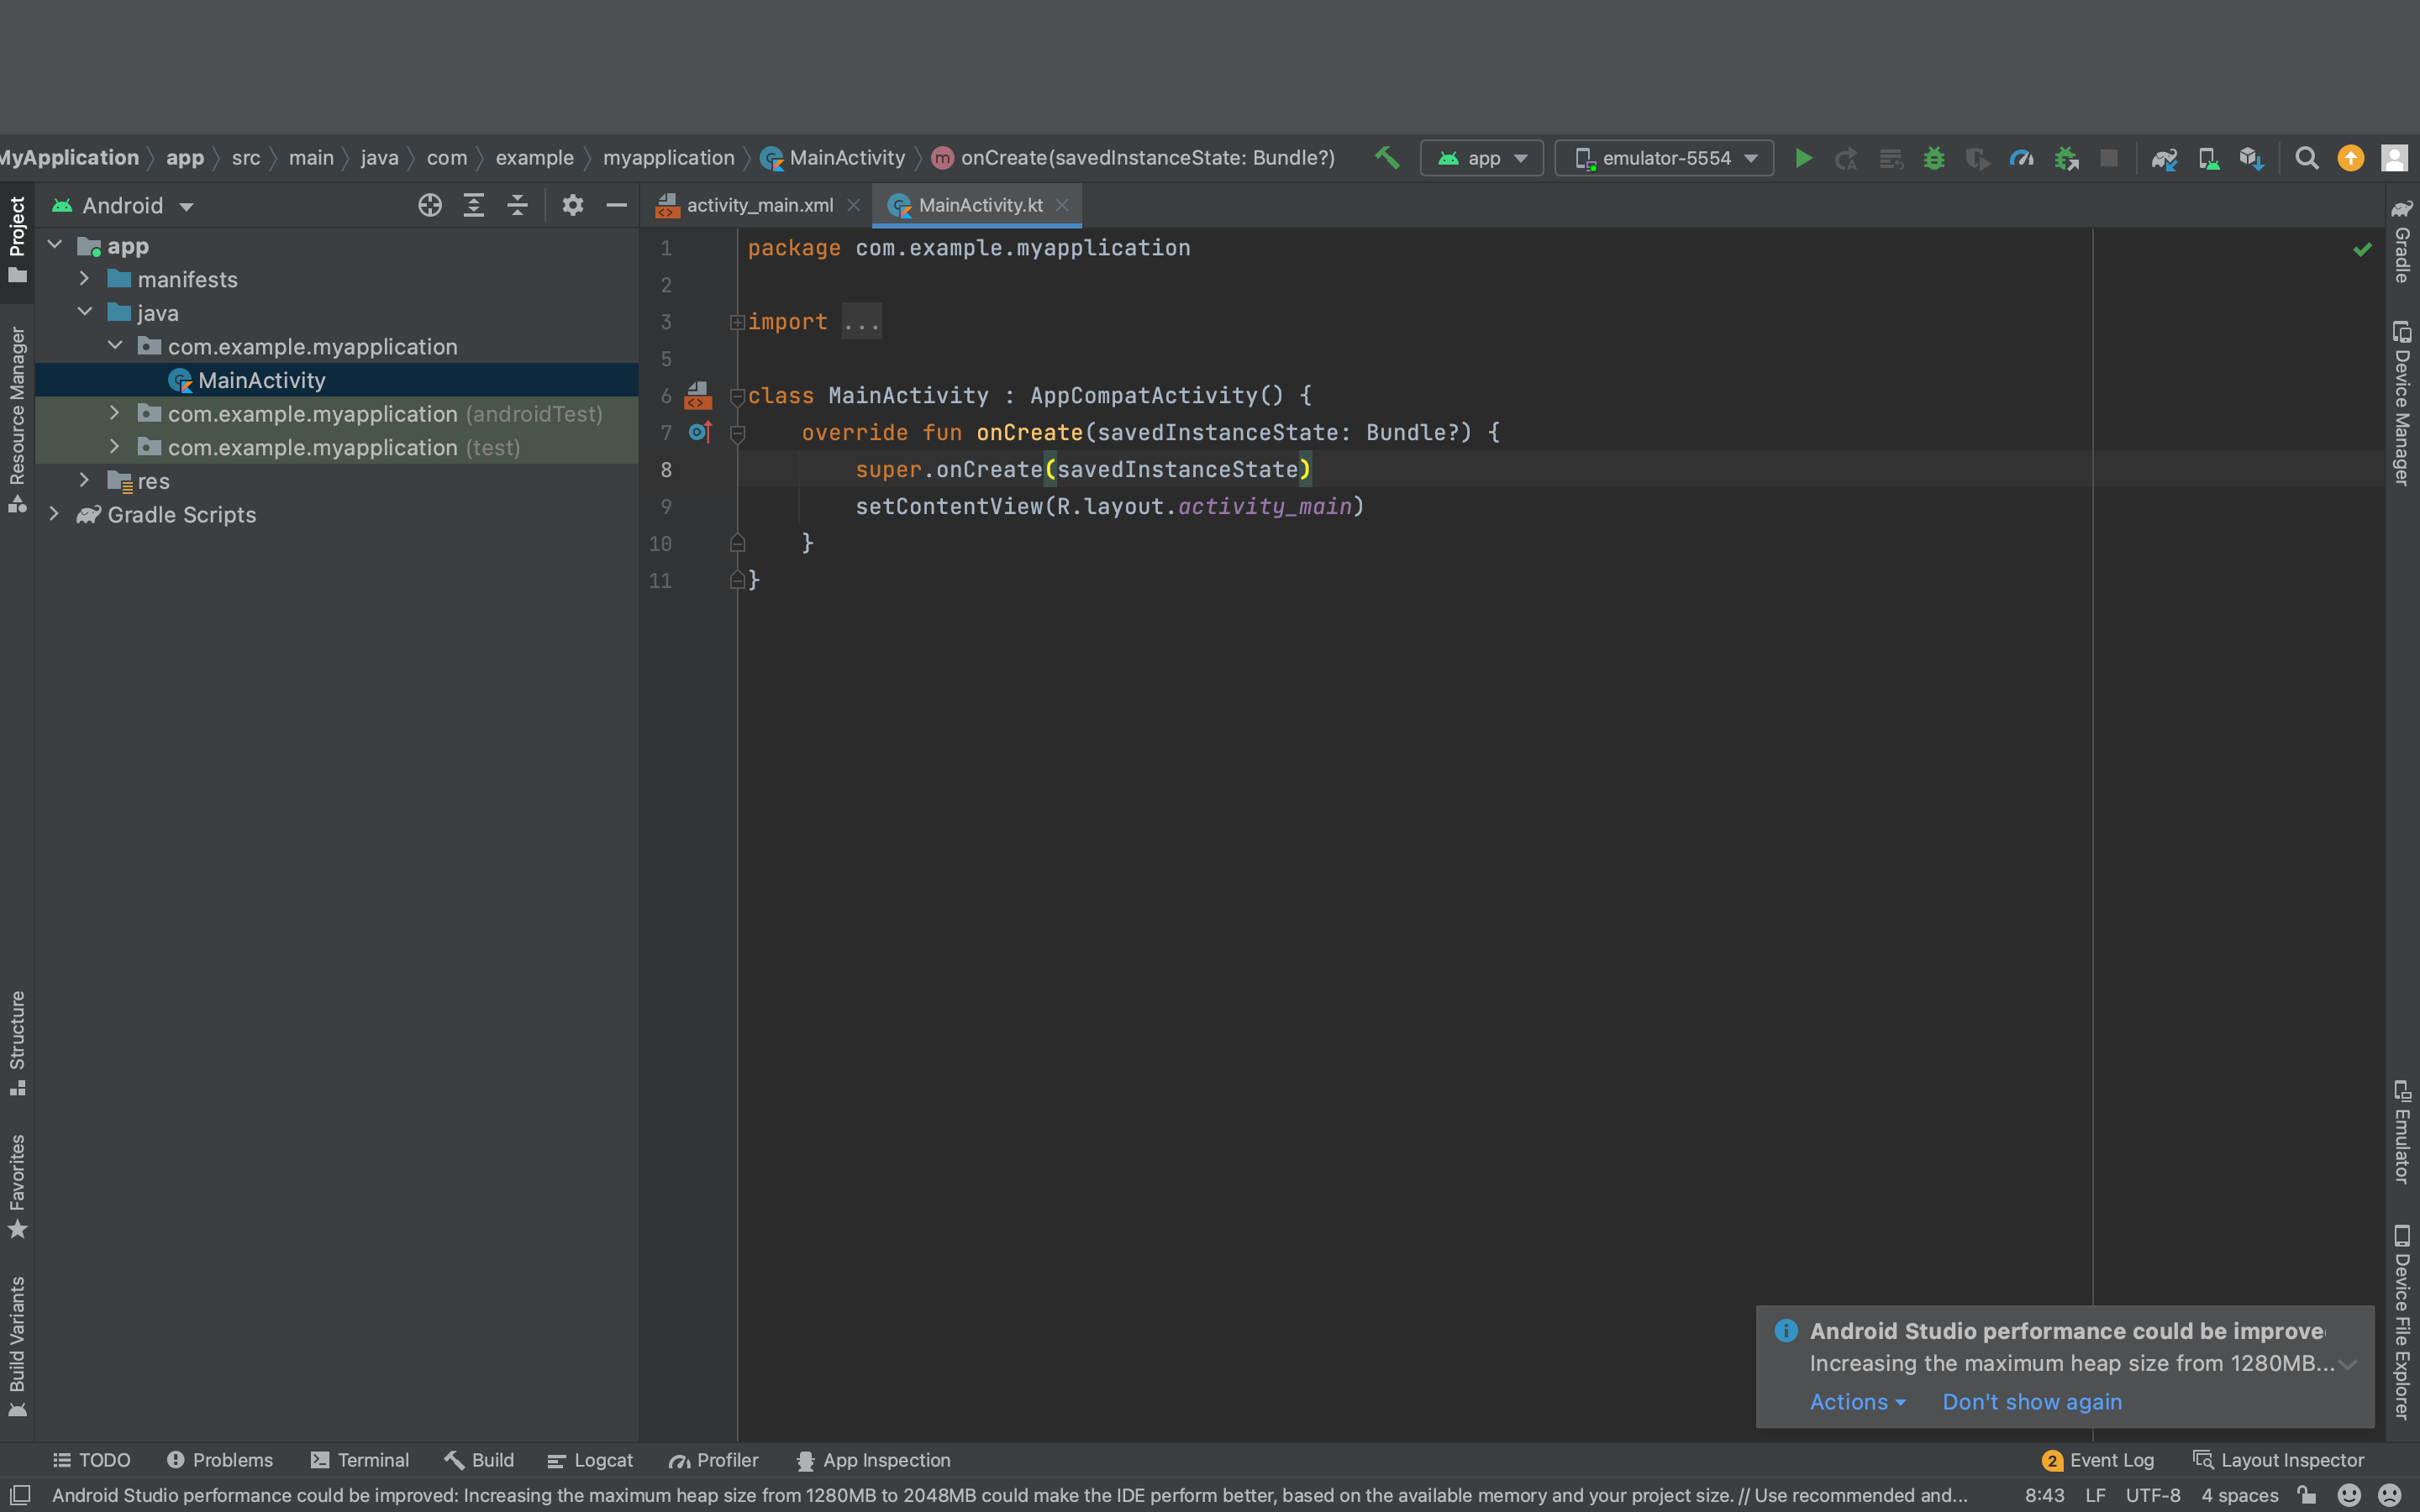 MyApplication app src main java com example myapplication MainActivity m onCreate(savedInstanceState: Bundle?) app emulator-5554
Project
Resource Manager
Structure
Favorites
Build Variants
Android
app
manifests
java
com.example.myapplication
MainActivity
com.example.myapplication (androidTest)
com.example.myapplication (test)
res
Gradle Scripts
activity_main.xml MainActivity.kt
1 package com.example.myapplication
2
3 import ...
5
6 class MainActivity : AppCompatActivity() {
7 override fun onCreate(savedInstanceState: Bundle?) {
8 super.onCreate(savedInstanceState)
9 setContentView(R.layout.activity_main)
10 }
11 }
Gradle
Device Manager
Emulator
Device File Explorer
Android Studio performance could be improve
Increasing the maximum heap size from 1280MB...
Actions Don't show again
TODO Problems Terminal Build Logcat Profiler App Inspection 2 Event Log Layout Inspector
Android Studio performance could be improved: Increasing the maximum heap size from 1280MB to 2048MB could make the IDE perform better, based on the available memory and your project size. // Use recommended and... 8:43 LF UTF-8 4 spaces